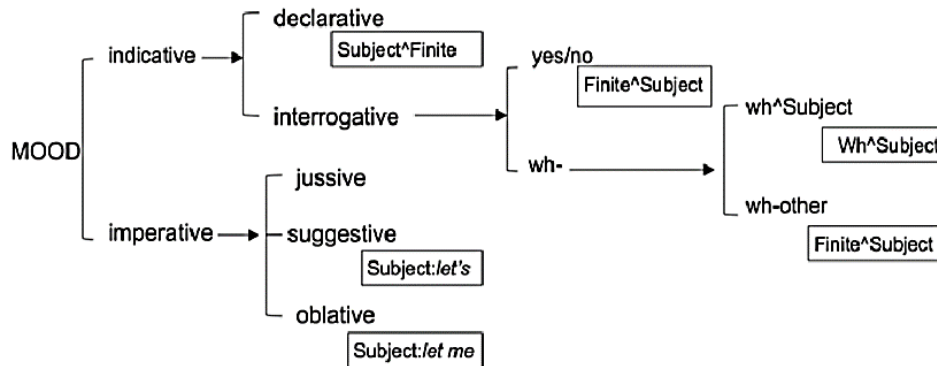 declarative
Subject^Finite
indicative
yes/no
Finite^Subject
interrogative
wh^Subject
Wh^Subject
MOOD
wh-
jussive
wh-other
imperative
suggestive
Finite^Subject
Subject:let's
oblative
Subject:let me